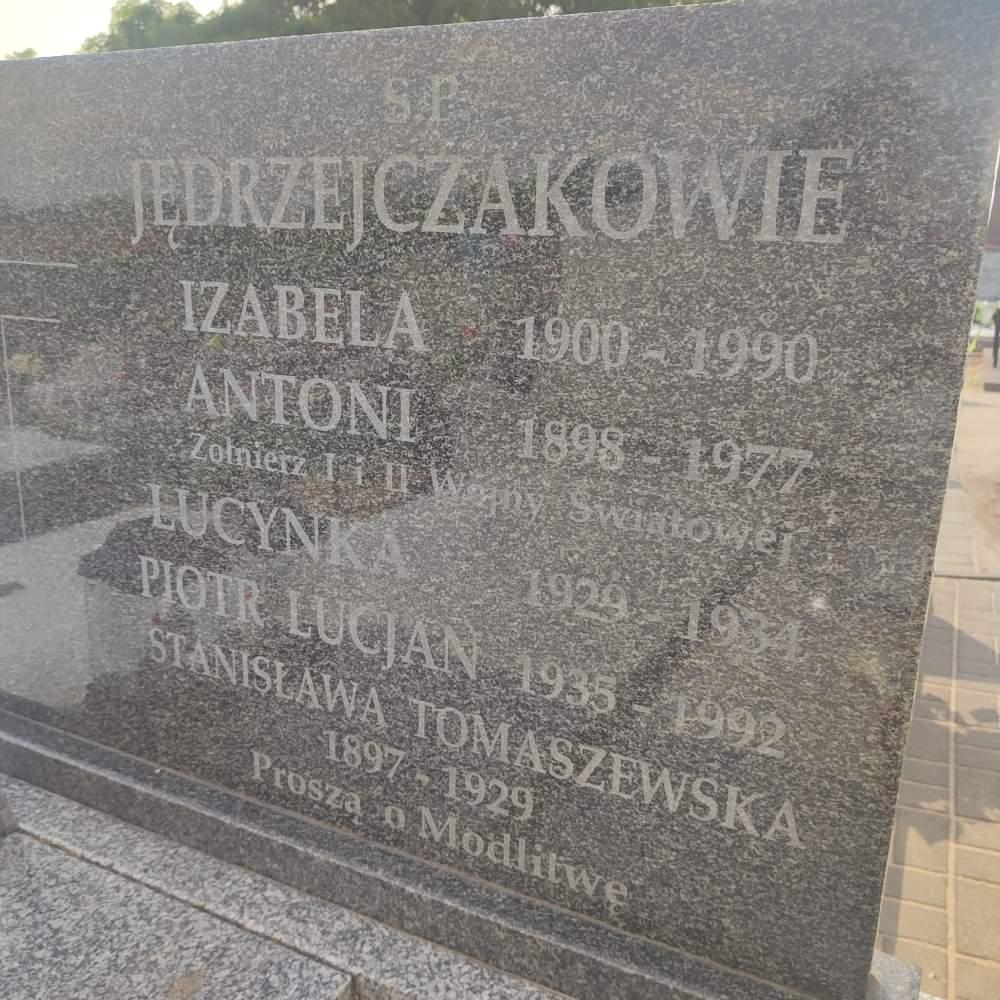 Ś.P.
JĘDRZEJCZAKOWIE
IZABELA 1900 - 1990
ANTONI 1898 - 1977
Żołnierz I i II Wojny Światowej
LUCYNKA 1929 - 1934
PIOTR LUCJAN 1935 - 1992
STANISŁAWA TOMASZEWSKA
1897 - 1929
Proszą o Modlitwę